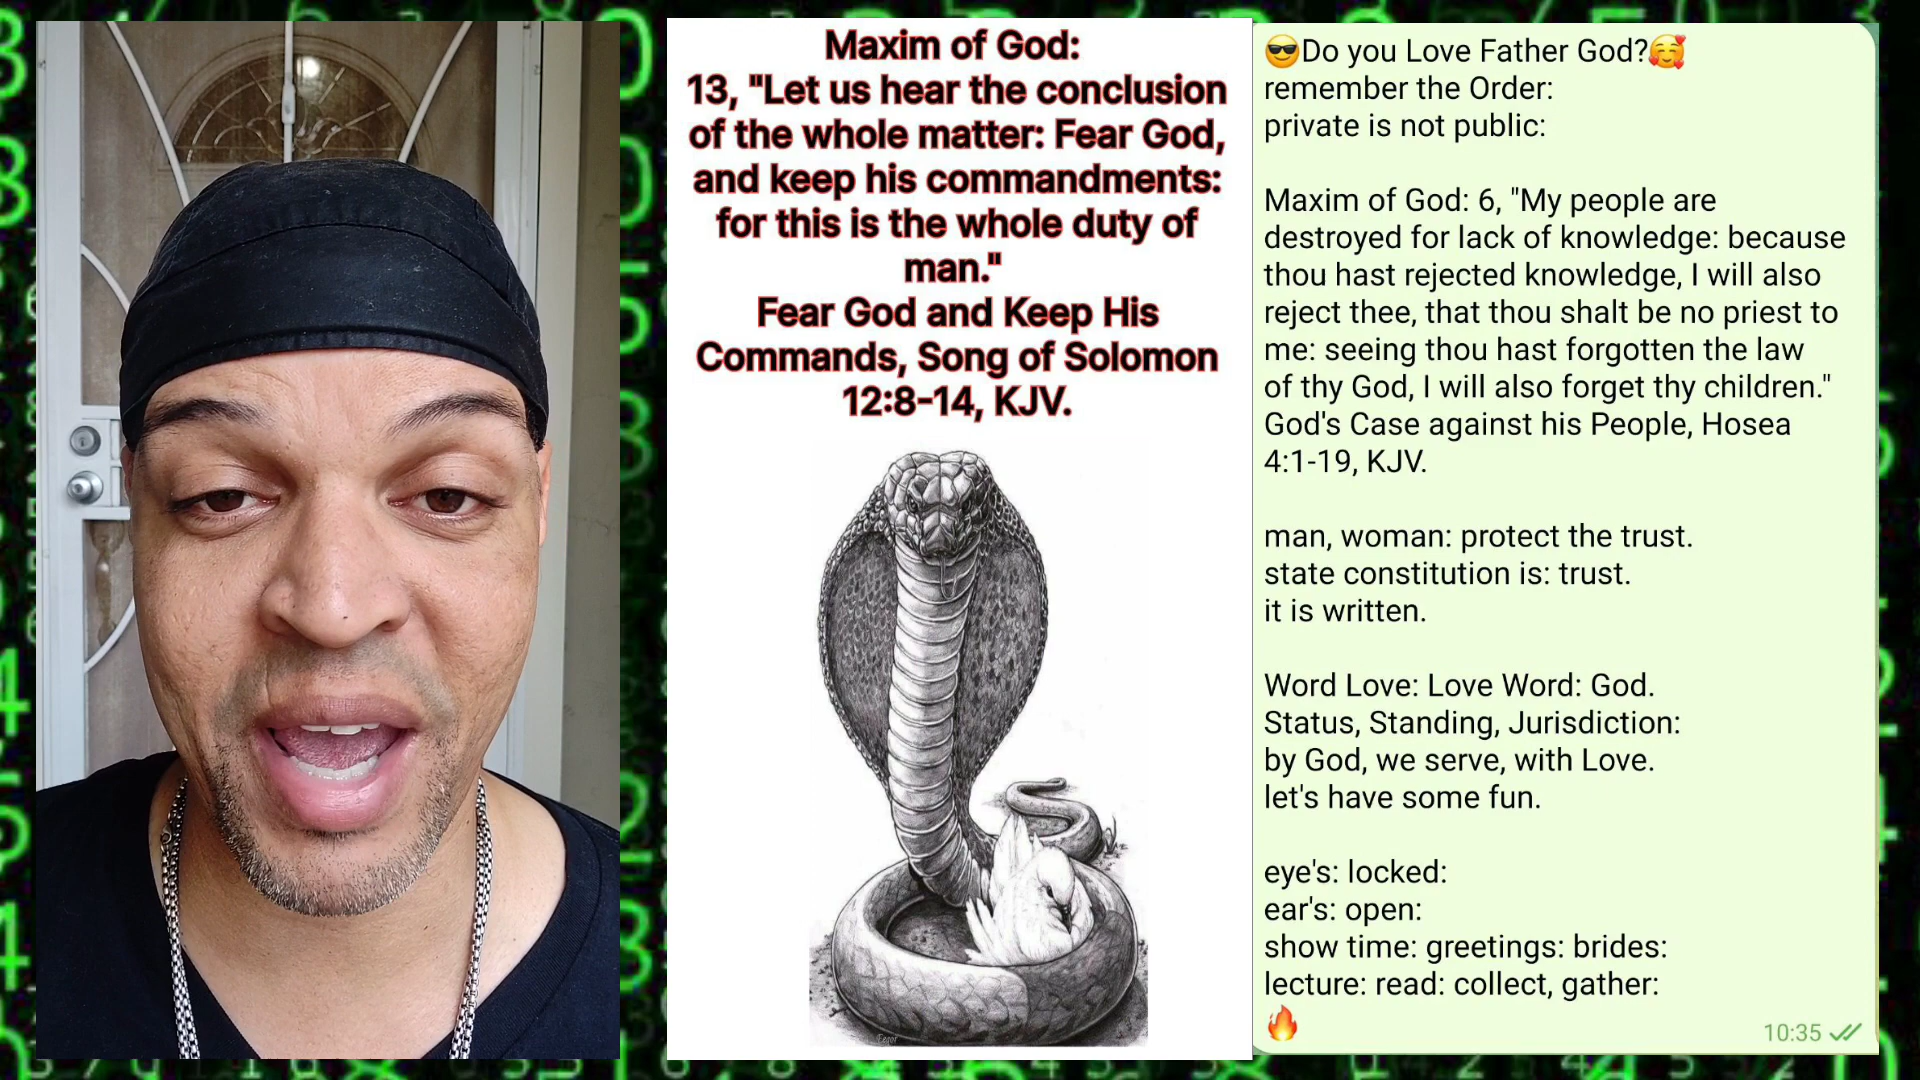 Maxim of God:
13, "Let us hear the conclusion
of the whole matter: Fear God,
and keep his commandments:
for this is the whole duty of
man."
Fear God and Keep His
Commands, Song of Solomon
12:8-14, KJV.
😎Do you Love Father God?🥰
remember the Order:
private is not public:
Maxim of God: 6, "My people are
destroyed for lack of knowledge: because
thou hast rejected knowledge, I will also
reject thee, that thou shalt be no priest to
me: seeing thou hast forgotten the law
of thy God, I will also forget thy children."
God's Case against his People, Hosea
4:1-19, KJV.
man, woman: protect the trust.
state constitution is: trust.
it is written.
Word Love: Love Word: God.
Status, Standing, Jurisdiction:
by God, we serve, with Love.
let's have some fun.
eye's: locked:
ear's: open:
show time: greetings: brides:
lecture: read: collect, gather:
🔥
10:35